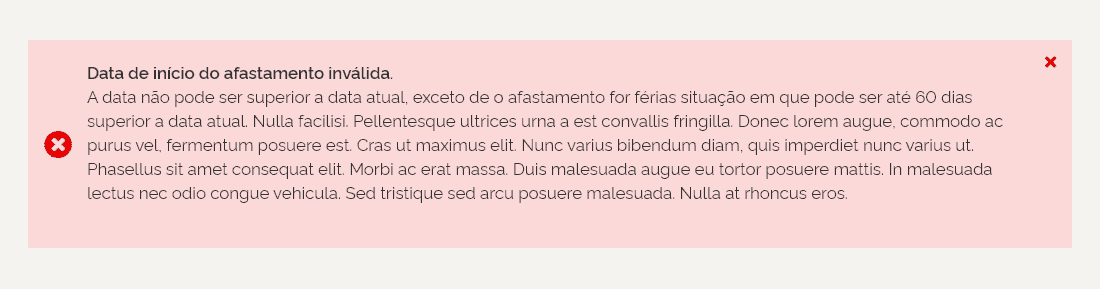 Data de início do afastamento inválida.
A data não pode ser superior a data atual, exceto de o afastamento for férias situação em que pode ser até 60 dias
superior a data atual. Nulla facilisi. Pellentesque ultrices urna a est convallis fringilla. Donec lorem augue, commodo ac
purus vel, fermentum posuere est. Cras ut maximus elit. Nunc varius bibendum diam, quis imperdiet nunc varius ut.
Phasellus sit amet consequat elit. Morbi ac erat massa. Duis malesuada augue eu tortor posuere mattis. In malesuada
lectus nec odio congue vehicula. Sed tristique sed arcu posuere malesuada. Nulla at rhoncus eros.